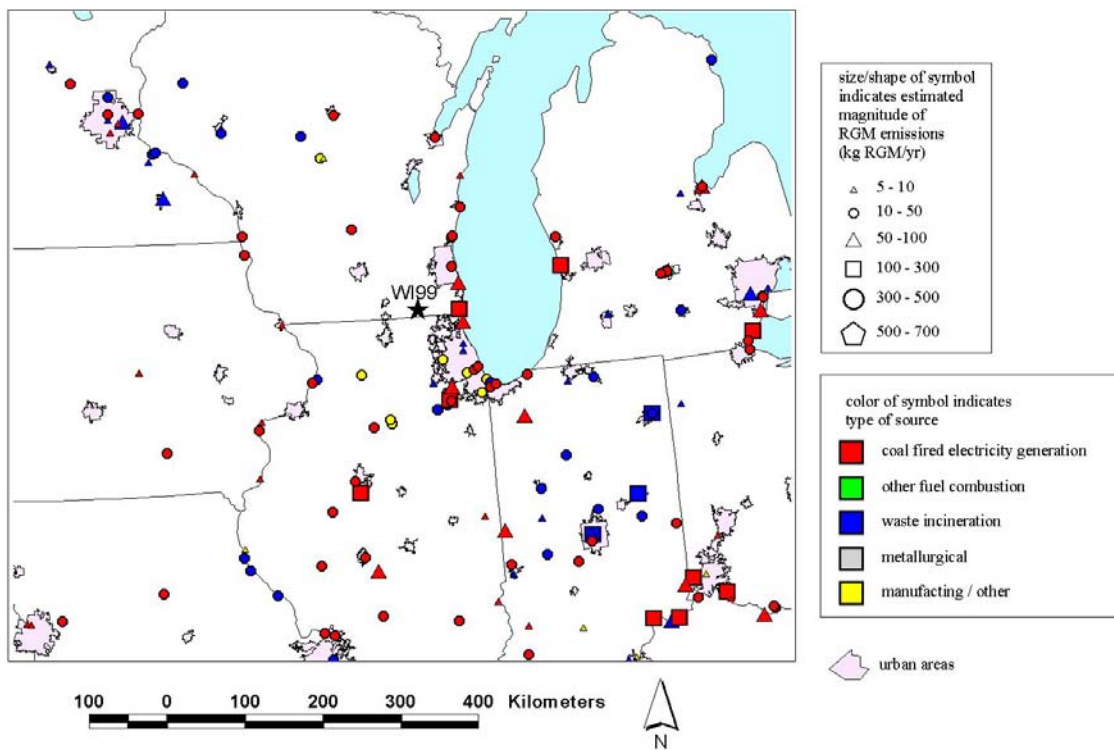 WI99
size/shape of symbol
indicates estimated
magnitude of
RGM emissions
(kg RGM/yr)
5 - 10
10 - 50
50 -100
100 - 300
300 - 500
500 - 700
color of symbol indicates
type of source
coal fired electricity generation
other fuel combustion
waste incineration
metallurgical
manufacting / other
urban areas
100 0 100 200 300 400 Kilometers
N